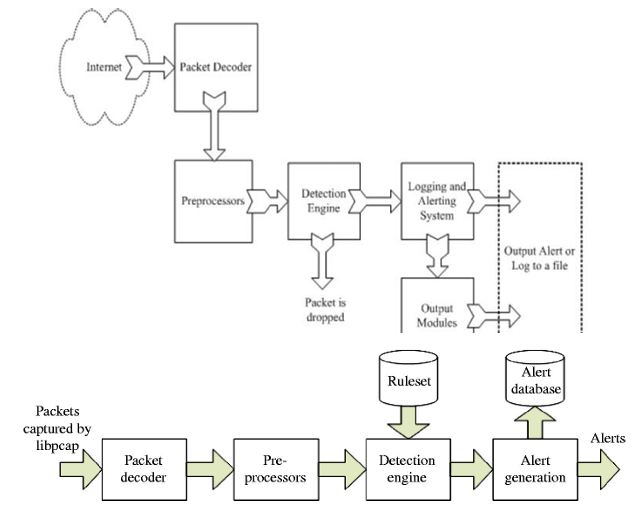 Internet
Packet Decoder
Preprocessors
Detection
Engine
Logging and
Alerting
System
Output Alert or
Log to a file
Packet is
dropped
Output
Modules
Ruleset
Alert
database
Packets
captured by
libpcap
Packet
decoder
Pre-
processors
Detection
engine
Alert
generation
Alerts